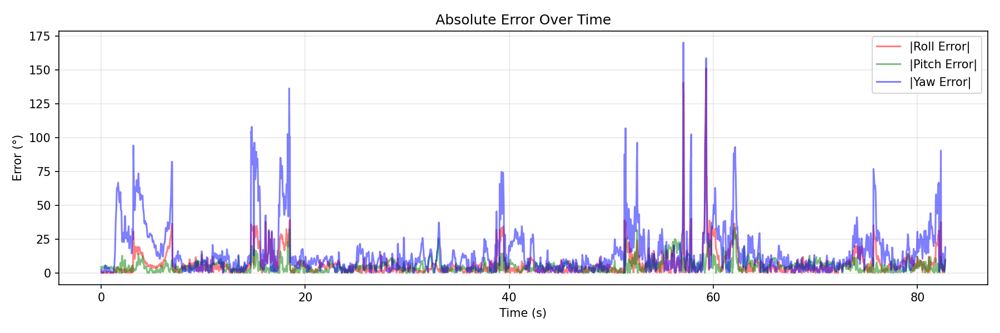 Absolute Error Over Time
175
150
125
100
75
50
25
0
Error (°)
|Roll Error|
|Pitch Error|
|Yaw Error|
0
20
40
60
80
Time (s)